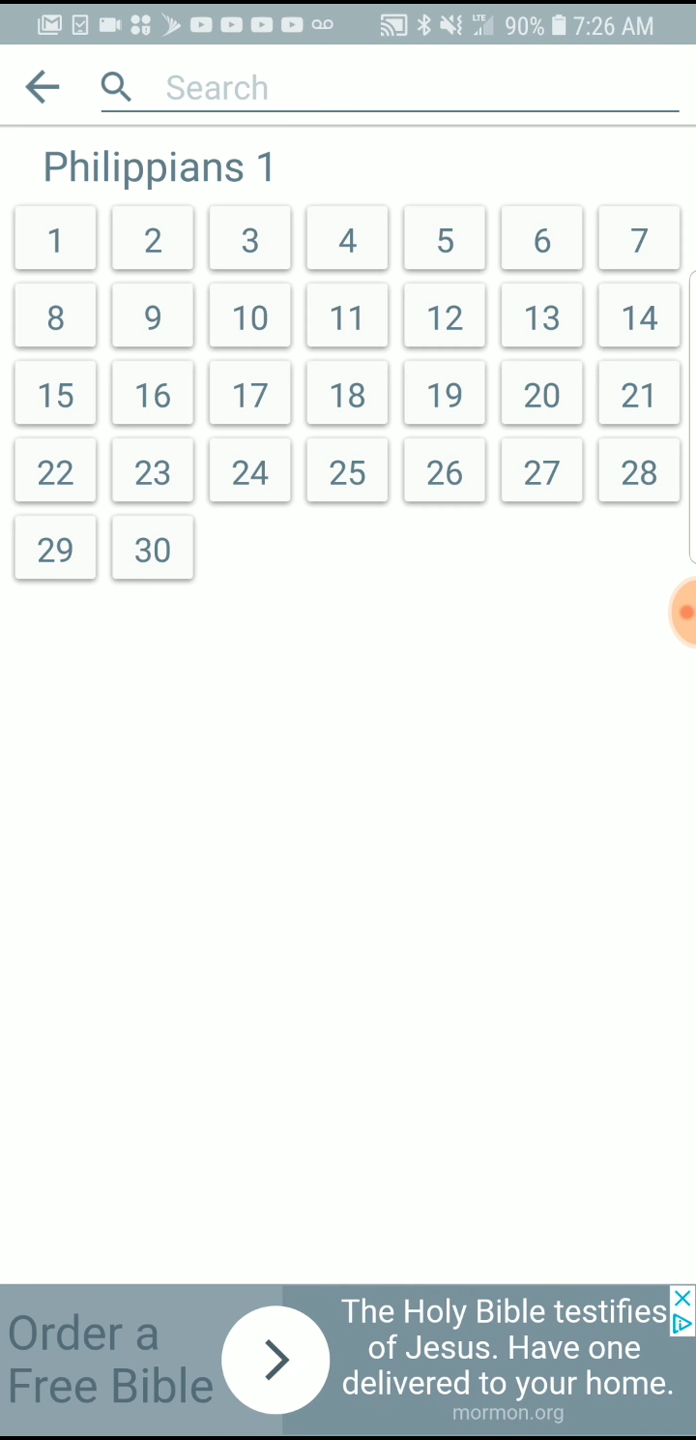 LTE 90% 7:26 AM
Search
Philippians 1
1 2 3 4 5 6 7
8 9 10 11 12 13 14
15 16 17 18 19 20 21
22 23 24 25 26 27 28
29 30
Order a
Free Bible
The Holy Bible testifies
of Jesus. Have one
delivered to your home.
mormon.org